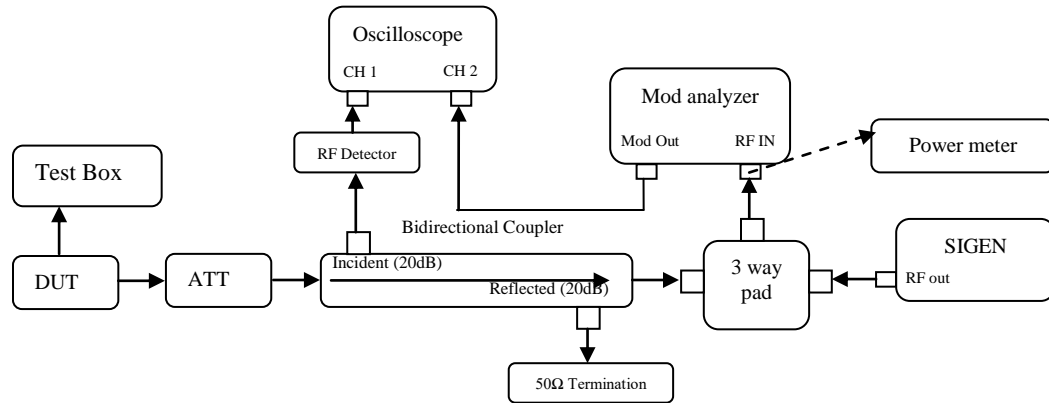 Oscilloscope
CH 1
CH 2
Mod analyzer
Mod Out
RF IN
Power meter
RF Detector
Test Box
Bidirectional Coupler
SIGEN
RF out
DUT
ATT
Incident (20dB)
Reflected (20dB)
3 way
pad
50Ω Termination